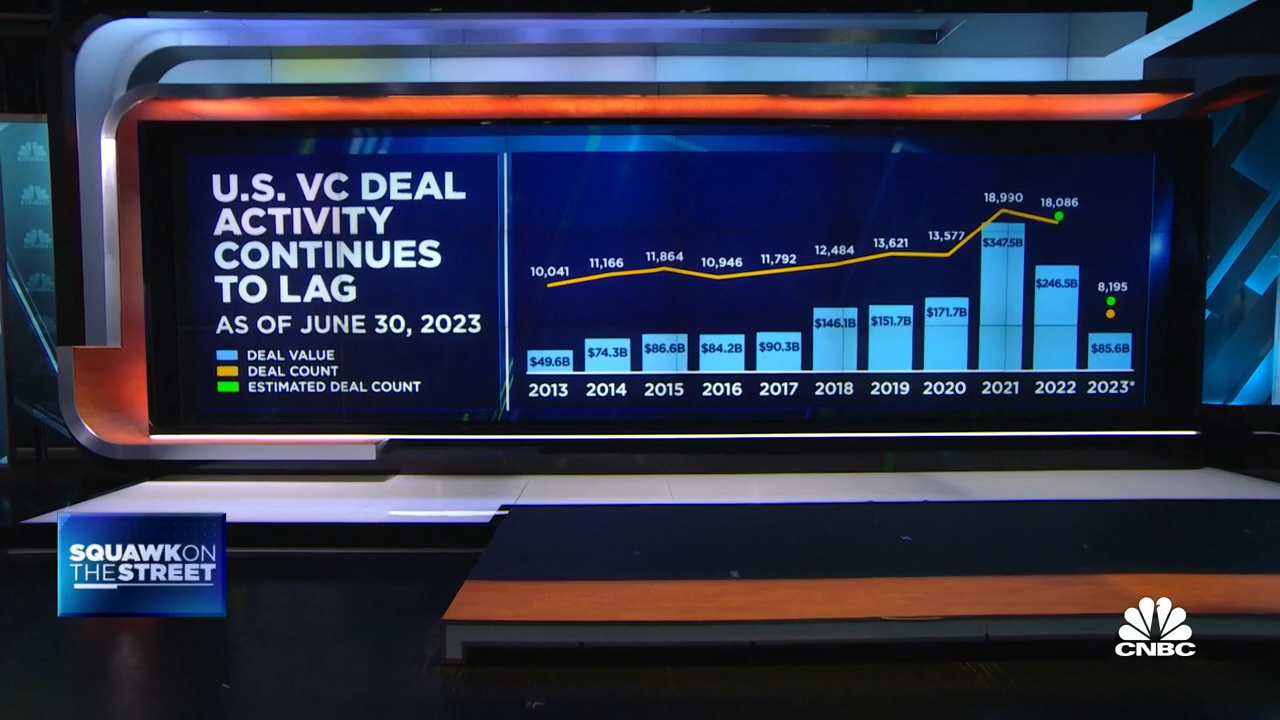 U.S. VC DEAL
ACTIVITY
CONTINUES
TO LAG
AS OF JUNE 30, 2023
DEAL VALUE
DEAL COUNT
ESTIMATED DEAL COUNT
10,041
11,166
11,864
10,946
11,792
12,484
13,621
13,577
18,990
18,086
8,195
$49.6B
$74.3B
$86.6B
$84.2B
$90.3B
$146.1B
$151.7B
$171.7B
$347.5B
$246.5B
$85.6B
2013
2014
2015
2016
2017
2018
2019
2020
2021
2022
2023*
CNBC
SQUAWK ON
THE STREET
CNBC